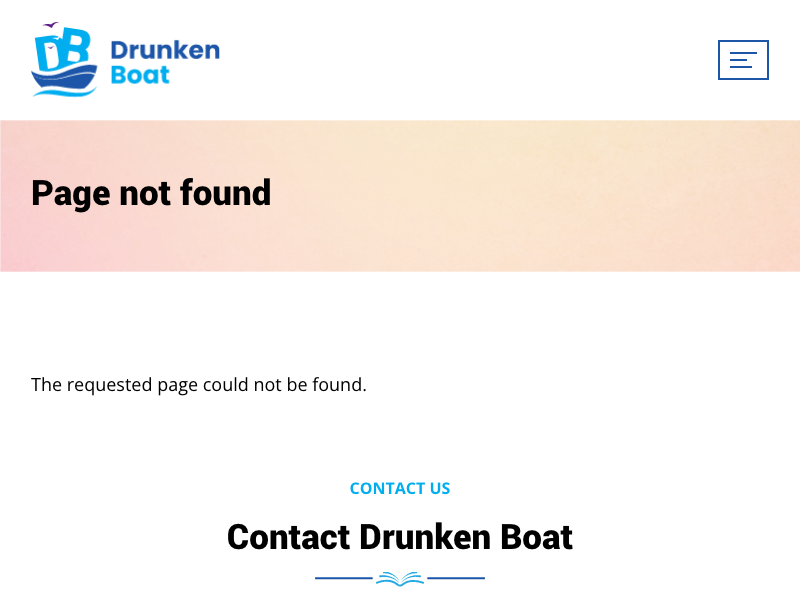 DB
Drunken
Boat
Page not found
The requested page could not be found.
CONTACT US
Contact Drunken Boat